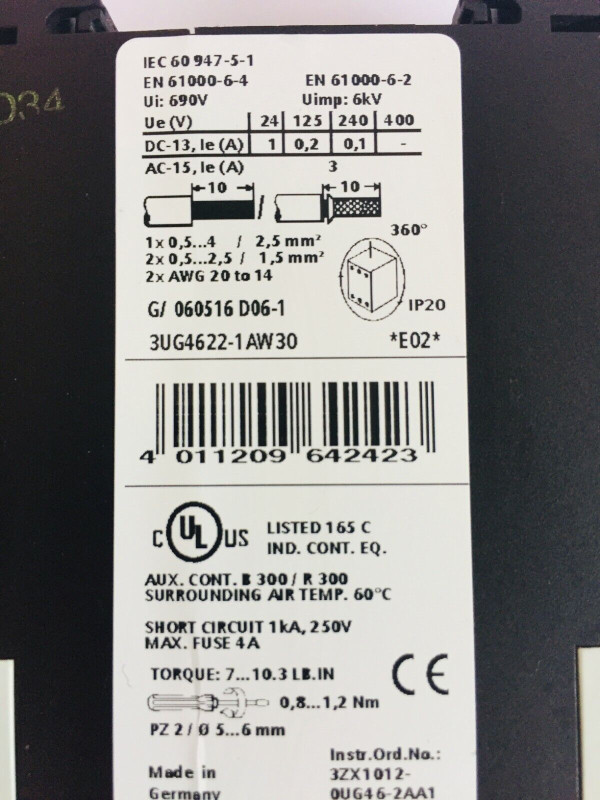 034
IEC 60 947-5-1
EN 61000-6-4 EN 61000-6-2
Ui: 690V Uimp: 6kV
Ue (V) 24 125 240 400
DC-13, Ie (A) 1 0,2 0,1 -
AC-15, Ie (A) 3
10 / 10
1x 0,5...4 / 2,5 mm²
2x 0,5...2,5 / 1,5 mm²
2x AWG 20 to 14
360°
IP20
G/ 060516 D06-1
3UG4622-1AW30 *E02*
4 011209 642423
C UL US LISTED 165 C
IND. CONT. EQ.
AUX. CONT. B 300 / R 300
SURROUNDING AIR TEMP. 60°C
SHORT CIRCUIT 1kA, 250V
MAX. FUSE 4A
TORQUE: 7...10.3 LB.IN
CE
0,8...1,2 Nm
PZ 2 / Ø 5...6 mm
Made in
Germany
Instr.Ord.No.:
3ZX1012-
0UG46-2AA1